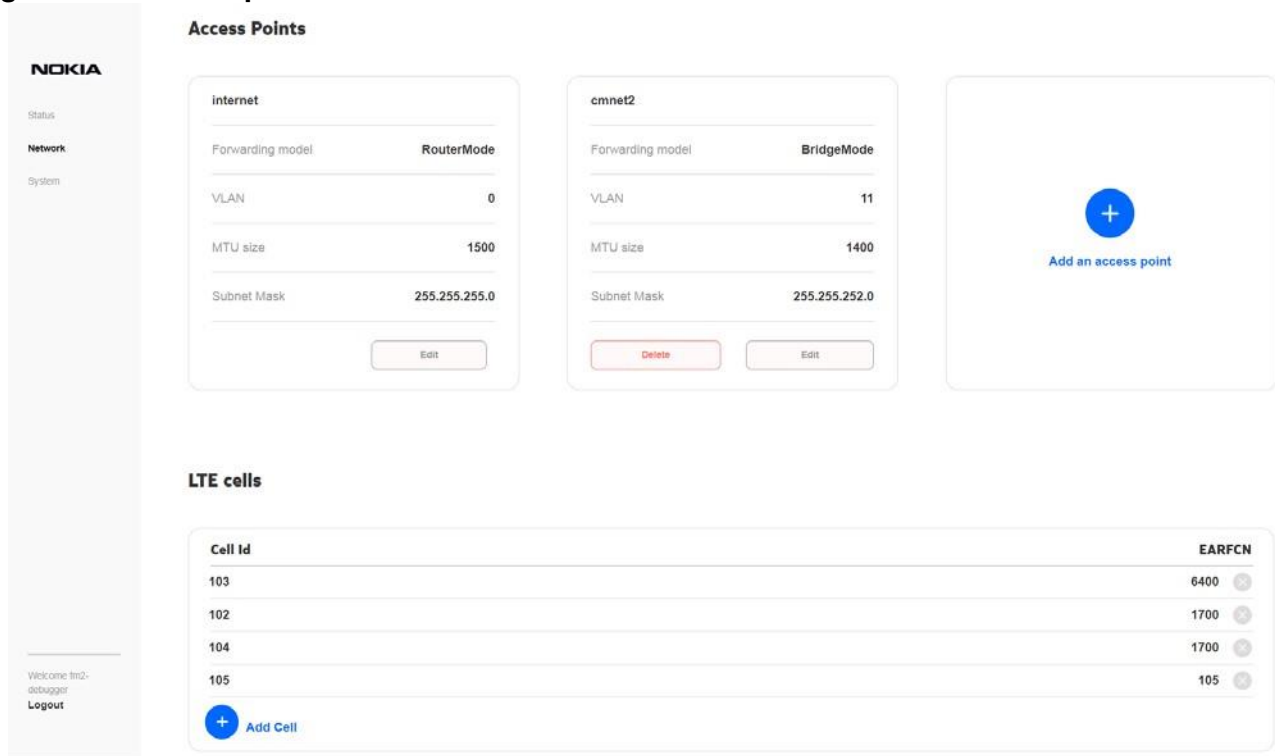 Access Points
NOKIA
Status
Network
System
internet
Forwarding model RouterMode
VLAN 0
MTU size 1500
Subnet Mask 255.255.255.0
Edit
cmnet2
Forwarding model BridgeMode
VLAN 11
MTU size 1400
Subnet Mask 255.255.252.0
Delete Edit
+
Add an access point
LTE cells
Cell Id EARFCN
103 6400
102 1700
104 1700
105 105
+ Add Cell
Welcome fm2-
debugger
Logout